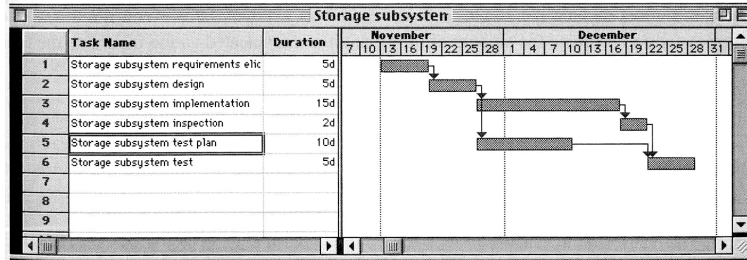 Storage subsysten
Task Name Duration November December
7 10 13 16 19 22 25 28 1 4 7 10 13 16 19 22 25 28 31
1 Storage subsystem requirements elic 5d
2 Storage subsystem design 5d
3 Storage subsystem implementation 15d
4 Storage subsystem inspection 2d
5 Storage subsystem test plan 10d
6 Storage subsystem test 5d
7
8
9